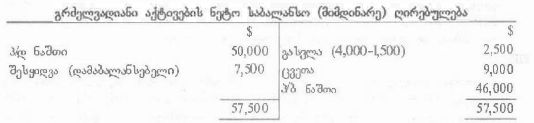 გრძელვადიანი აქტივების ნეტო საბალანსო (მიმდინარე) ღირებულება
$ $
პ/დ ნაშთი 50,000 გასვლა (4,000-1,500) 2,500
შესყიდვა (დამაბალანსებელი) 7,500 ცვეთა 9,000
პ/ბ ნაშთი 46,000
57,500 57,500